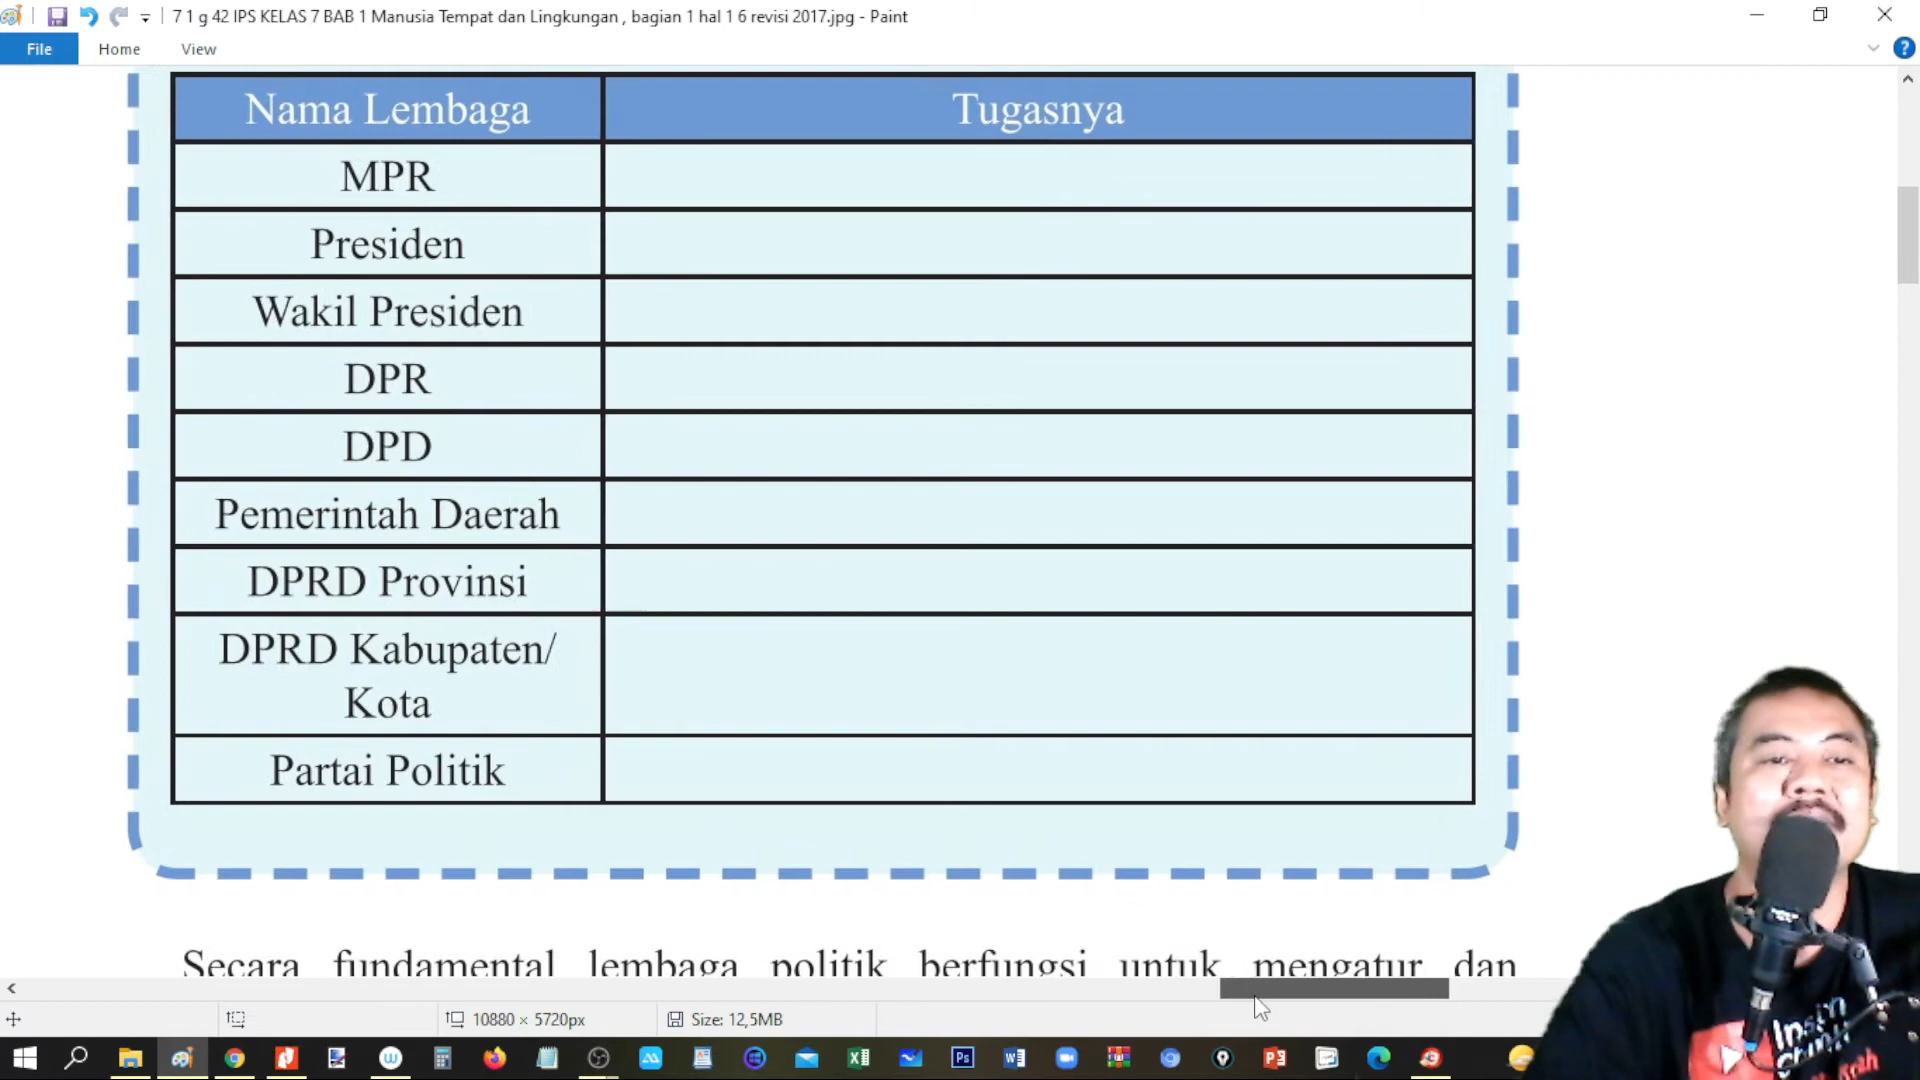 7 1 g 42 IPS KELAS 7 BAB 1 Manusia Tempat dan Lingkungan , bagian 1 hal 1 6 revisi 2017.jpg - Paint
File Home View
Nama Lembaga Tugasnya
MPR
Presiden
Wakil Presiden
DPR
DPD
Pemerintah Daerah
DPRD Provinsi
DPRD Kabupaten/
Kota
Partai Politik
Secara fundamental lembaga politik berfungsi untuk mengatur dan
10880 × 5720px Size: 12,5MB